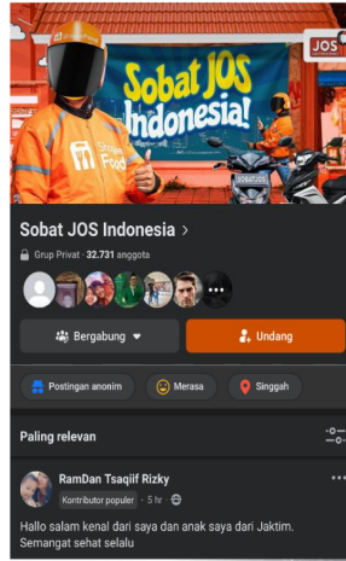 JOS
Sobat JOS
Indonesia!
Shopee
Food
SOBATJOS
Sobat JOS Indonesia >
Grup Privat · 32.731 anggota
Bergabung
Undang
Postingan anonim
Merasa
Singgah
Paling relevan
RamDan Tsaqiif Rizky
Kontributor populer · 5 hr ·
Hallo salam kenal dari saya dan anak saya dari Jaktim.
Semangat sehat selalu